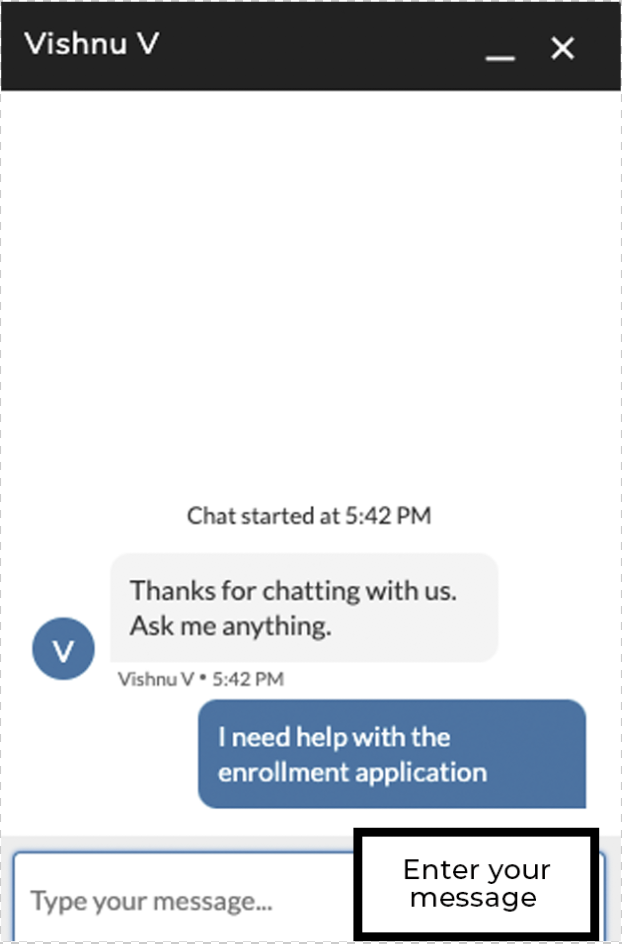 Vishnu V
Chat started at 5:42 PM
Thanks for chatting with us.
Ask me anything.
V
Vishnu V • 5:42 PM
I need help with the
enrollment application
Type your message...
Enter your
message